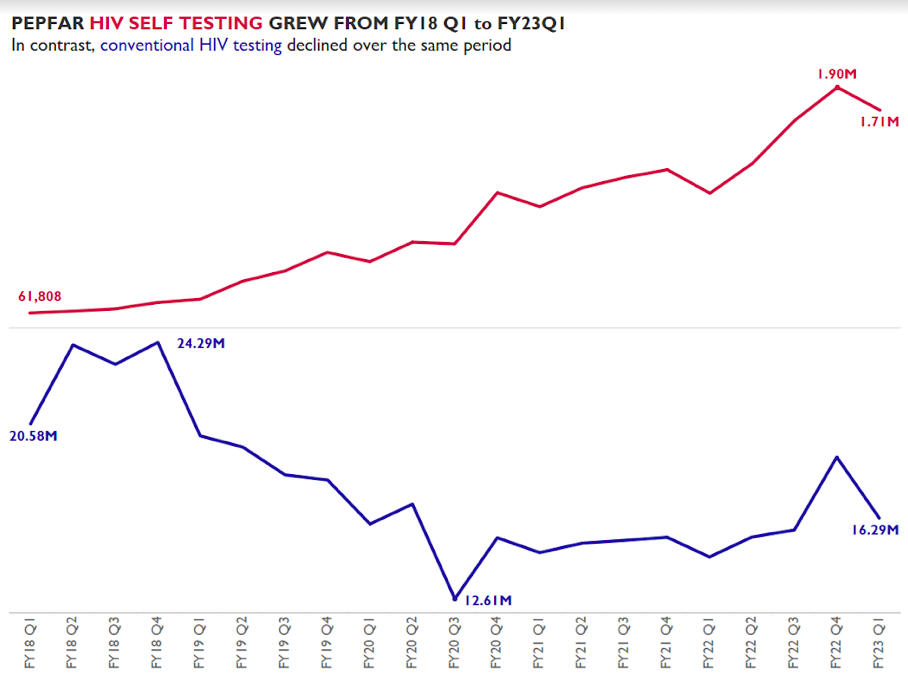 PEPFAR HIV SELF TESTING GREW FROM FY18 Q1 to FY23Q1
In contrast, conventional HIV testing declined over the same period
1.90M
1.71M
61,808
24.29M
20.58M
16.29M
12.61M
FY18 Q1
FY18 Q2
FY18 Q3
FY18 Q4
FY19 Q1
FY19 Q2
FY19 Q3
FY19 Q4
FY20 Q1
FY20 Q2
FY20 Q3
FY20 Q4
FY21 Q1
FY21 Q2
FY21 Q3
FY21 Q4
FY22 Q1
FY22 Q2
FY22 Q3
FY22 Q4
FY23 Q1